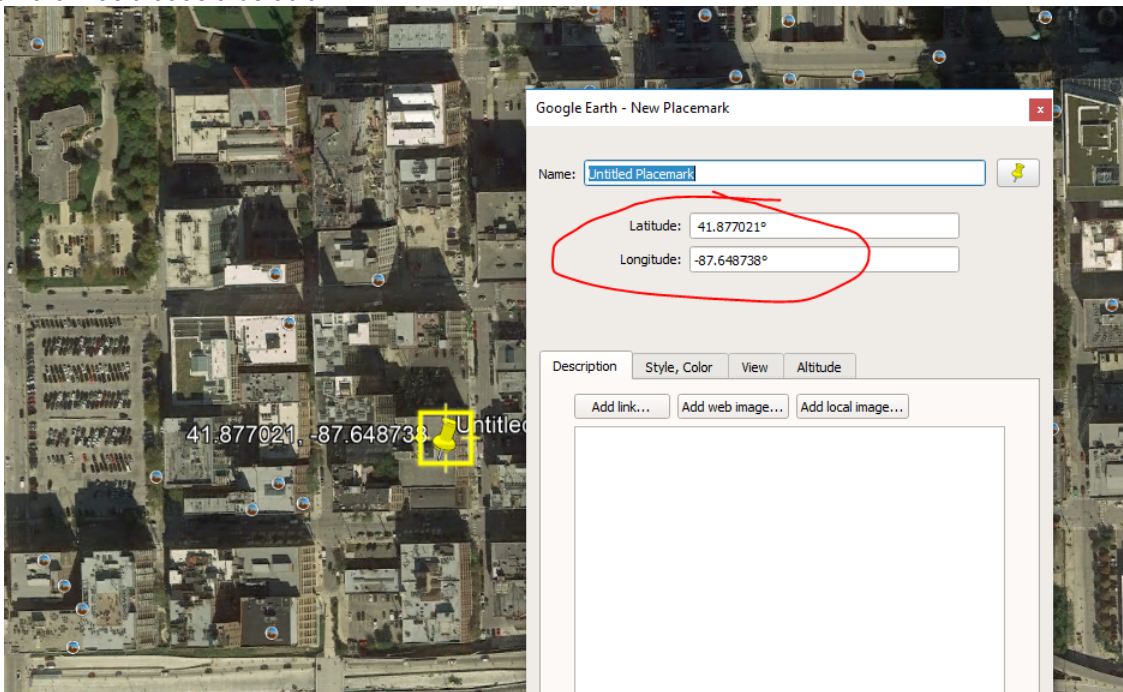 Google Earth - New Placemark
x
Name: Untitled Placemark
Latitude: 41.877021°
Longitude: -87.648738°
Description Style, Color View Altitude
Add link... Add web image... Add local image...
41.877021, -87.648738
Untitled